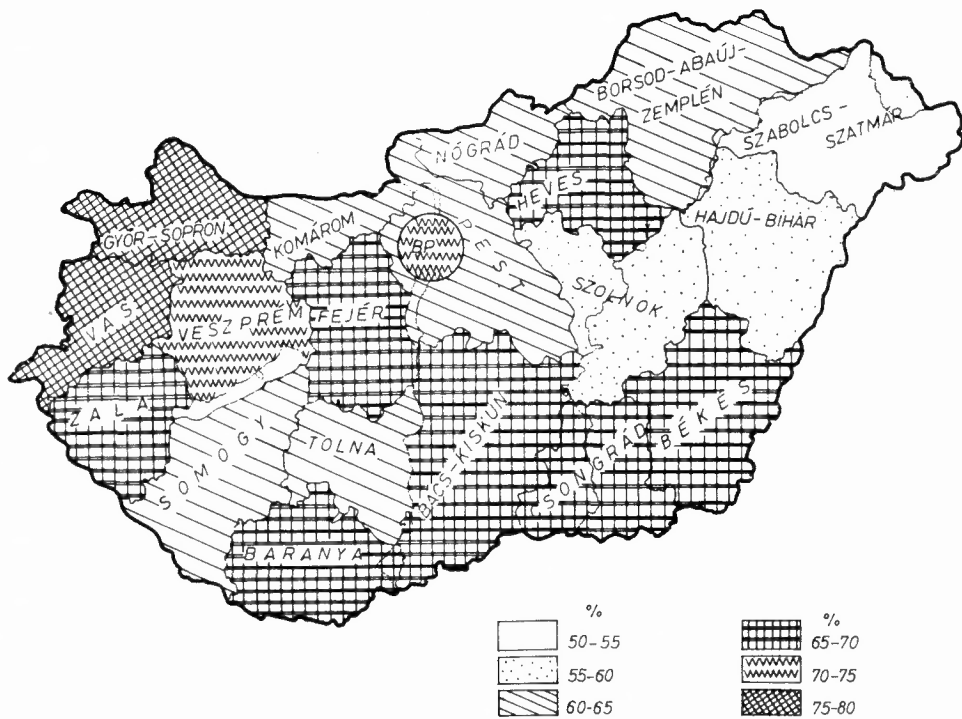 BORSOD-ABAÚJ-
ZEMPLÉN
SZABOLCS-
SZATMÁR
NÓGRÁD
HEVES
HAJDÚ-BIHAR
GYŐR-SOPRON
KOMÁROM
PEST
BP
SZOLNOK
VAS
VESZPRÉM
FEJÉR
ZALA
SOMOGY
TOLNA
BÁCS-KISKUN
SONGRÁD
BÉKÉS
BARANYA
%
50-55
55-60
60-65
%
65-70
70-75
75-80